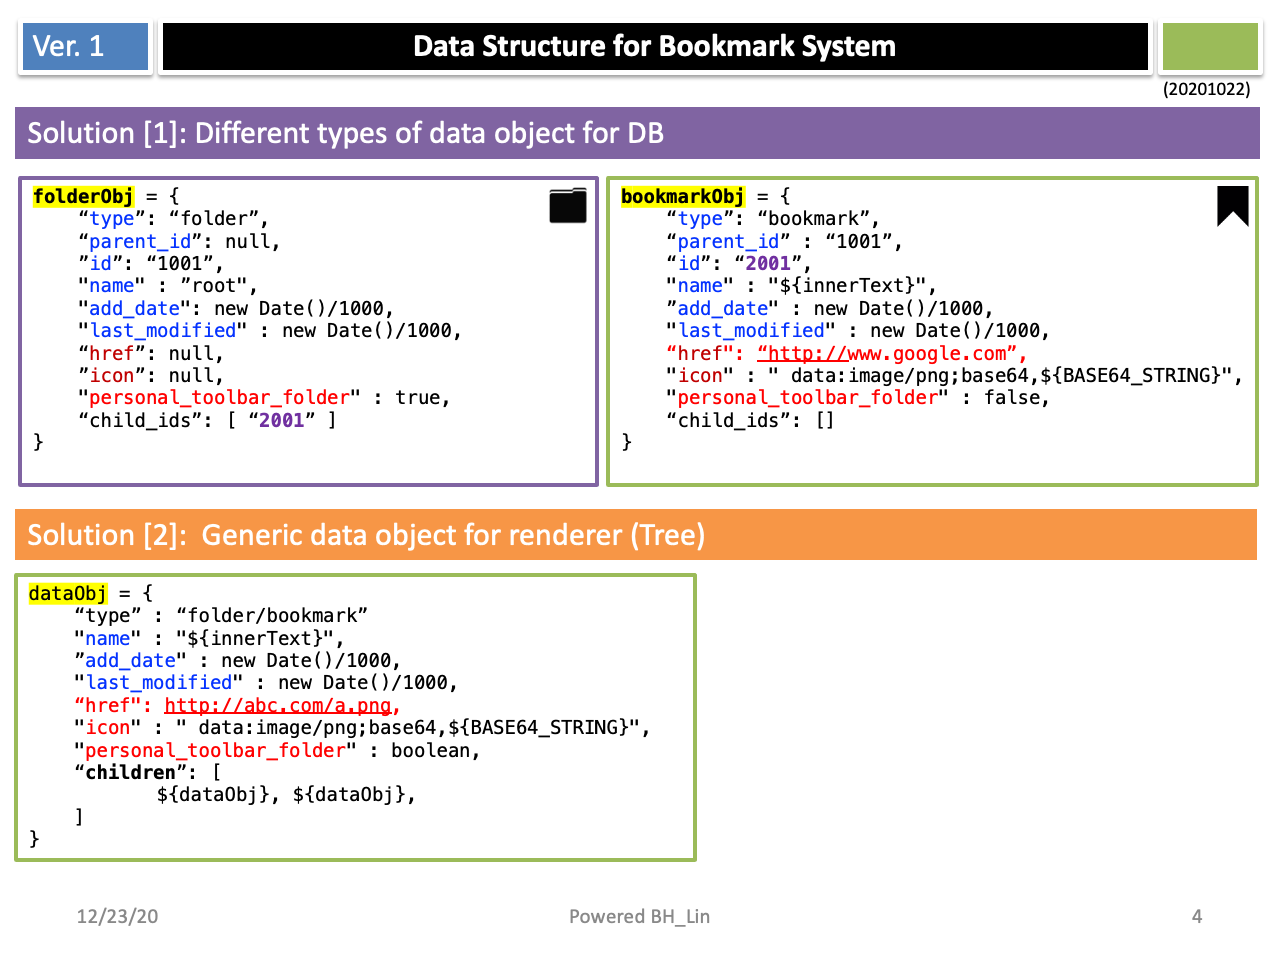 Ver. 1
Data Structure for Bookmark System
(20201022)
Solution [1]: Different types of data object for DB
folderObj = {
“type”: “folder”,
“parent_id”: null,
”id”: “1001”,
"name" : ”root",
"add_date": new Date()/1000,
"last_modified" : new Date()/1000,
“href”: null,
”icon”: null,
"personal_toolbar_folder" : true,
“child_ids”: [ “2001” ]
}
bookmarkObj = {
“type”: “bookmark”,
“parent_id” : “1001”,
“id”: “2001”,
"name" : "${innerText}",
”add_date" : new Date()/1000,
"last_modified" : new Date()/1000,
“href": “http://www.google.com”,
"icon" : " data:image/png;base64,${BASE64_STRING}",
"personal_toolbar_folder" : false,
“child_ids”: []
}
Solution [2]:  Generic data object for renderer (Tree)
dataObj = {
“type” : “folder/bookmark”
"name" : "${innerText}",
”add_date" : new Date()/1000,
"last_modified" : new Date()/1000,
“href": http://abc.com/a.png,
"icon" : " data:image/png;base64,${BASE64_STRING}",
"personal_toolbar_folder" : boolean,
“children”: [
${dataObj}, ${dataObj},
]
}
12/23/20
Powered BH_Lin
4